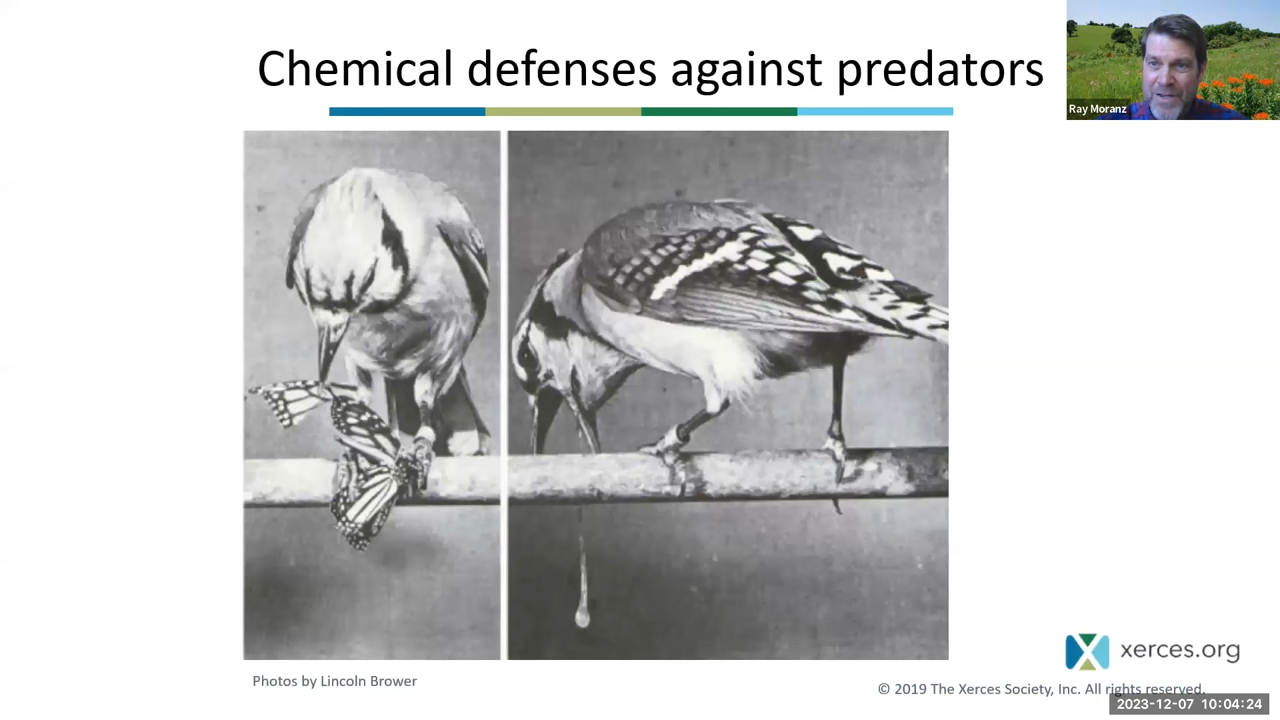 Chemical defenses against predators
Ray Moranz
Photos by Lincoln Brower
xerces.org
© 2019 The Xerces Society, Inc. All rights reserved.
2023-12-07 10:04:24